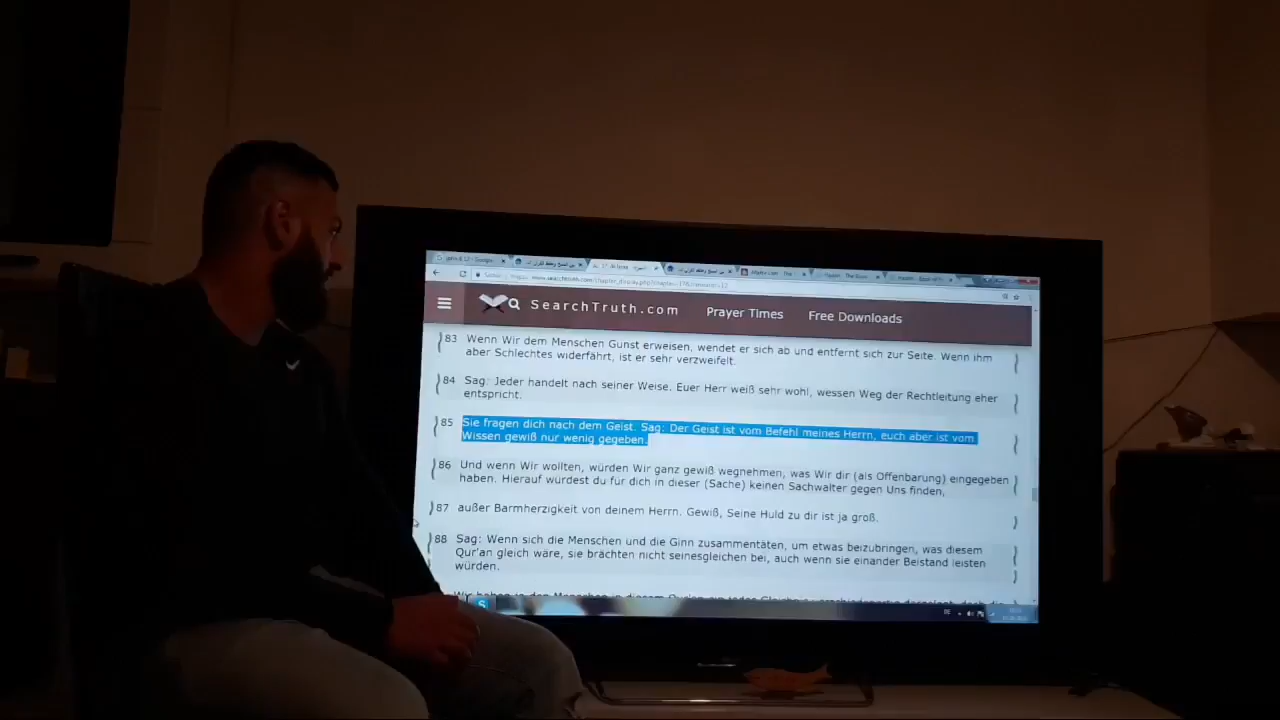 SearchTruth.com Prayer Times Free Downloads
83 Wenn Wir dem Menschen Gunst erweisen, wendet er sich ab und entfernt sich zur Seite. Wenn ihm
aber Schlechtes widerfährt, ist er sehr verzweifelt.
84 Sag: Jeder handelt nach seiner Weise. Euer Herr weiß sehr wohl, wessen Weg der Rechtleitung eher
entspricht.
85 Sie fragen dich nach dem Geist. Sag: Der Geist ist vom Befehl meines Herrn, euch aber ist vom
Wissen gewiß nur wenig gegeben.
86 Und wenn Wir wollten, würden Wir ganz gewiß wegnehmen, was Wir dir (als Offenbarung) eingegeben
haben. Hierauf würdest du für dich in dieser (Sache) keinen Sachwalter gegen Uns finden,
87 außer Barmherzigkeit von deinem Herrn. Gewiß, Seine Huld zu dir ist ja groß.
88 Sag: Wenn sich die Menschen und die Ginn zusammentäten, um etwas beizubringen, was diesem
Qur'an gleich wäre, sie brächten nicht seinesgleichen bei, auch wenn sie einander Beistand leisten
würden.
DE